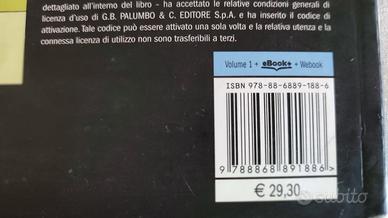 dettagliato all'interno del libro - ha accettato le relative condizioni generali di
licenza d'uso di G.B. PALUMBO & C. EDITORE S.p.A. e ha inserito il codice di
attivazione. Tale codice può essere attivato una sola volta e la relativa utenza e la
connessa licenza di utilizzo non sono trasferibili a terzi.
Volume 1 + eBook+ + Webook
ISBN 978-88-6889-188-6
9 788868 891886 >
€ 29,30
subito